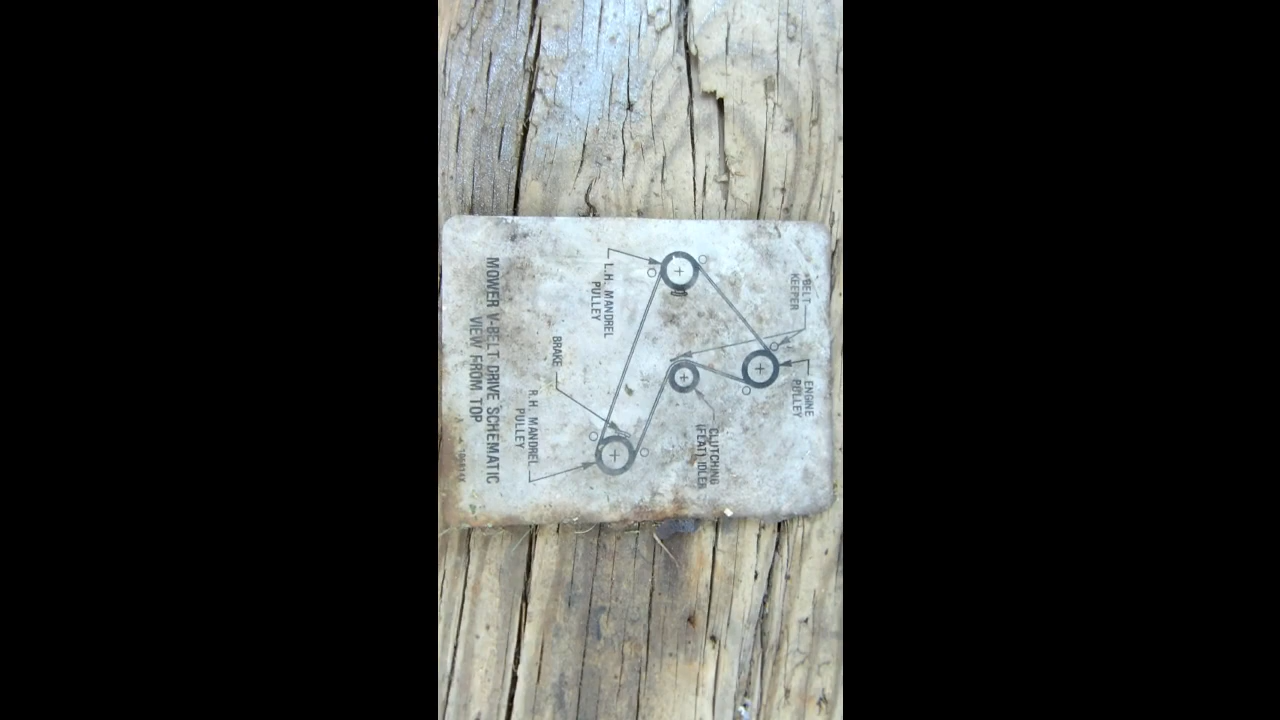 BELT
KEEPER
ENGINE
PULLEY
L.H. MANDREL
PULLEY
CLUTCHING
(FLAT) IDLER
BRAKE
R.H. MANDREL
PULLEY
MOWER V-BELT DRIVE SCHEMATIC
VIEW FROM TOP